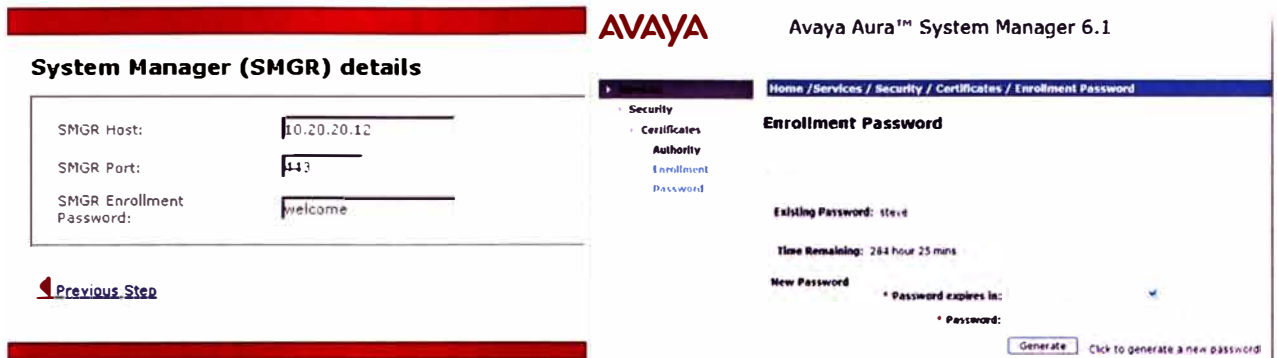 System Manager (SMGR) details
SMGR Host: 10.20.20.12
SMGR Port: 443
SMGR Enrollment
Password: welcome
Previous Step
AVAYA
Avaya Aura™ System Manager 6.1
Home /Services / Security / Certificates / Enrollment Password
Security
Certificates
Authority
Enrollment
Password
Enrollment Password
Existing Password: steve
Time Remaining: 284 hour 25 mins
New Password
* Password expires in:
* Password:
Generate Click to generate a new password